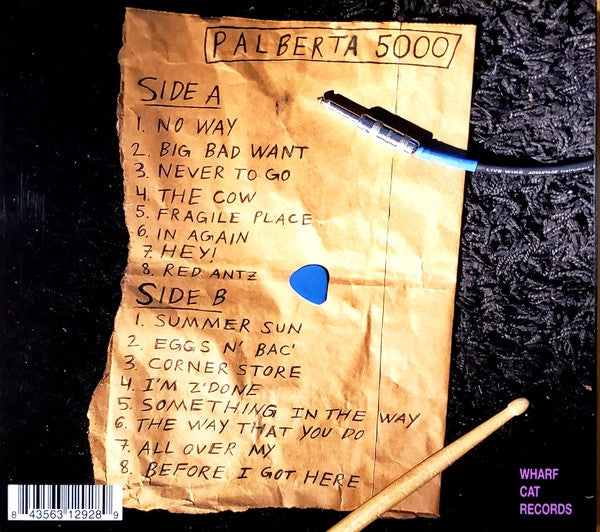 PALBERTA 5000
SIDE A
1. NO WAY
2. BIG BAD WANT
3. NEVER TO GO
4. THE COW
5. FRAGILE PLACE
6. IN AGAIN
7. HEY!
8. RED ANTZ
SIDE B
1. SUMMER SUN
2. EGGS N' BAC'
3. CORNER STORE
4. I'M Z'DONE
5. SOMETHING IN THE WAY
6. THE WAY THAT YOU DO
7. ALL OVER MY
8. BEFORE I GOT HERE
LIVE WIRE
WHARF
CAT
RECORDS
8 43563 12928 9